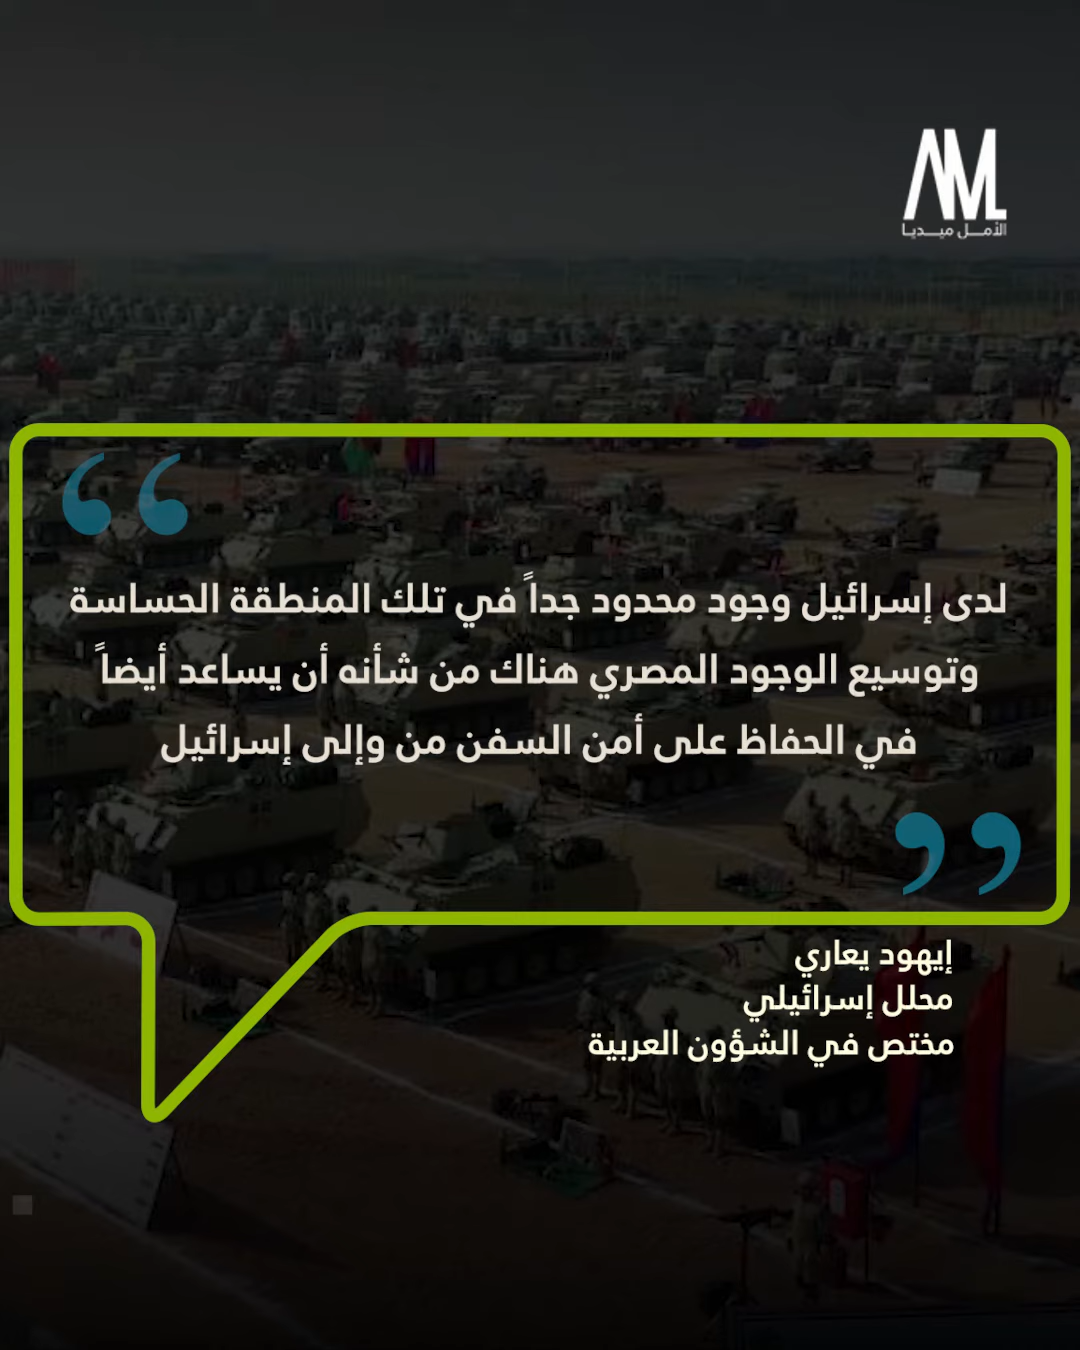 AML
الأمل ميديا
لدى إسرائيل وجود محدود جداً في تلك المنطقة الحساسة
وتوسيع الوجود المصري هناك من شأنه أن يساعد أيضاً
في الحفاظ على أمن السفن من وإلى إسرائيل
إيهود يعاري
محلل إسرائيلي
مختص في الشؤون العربية